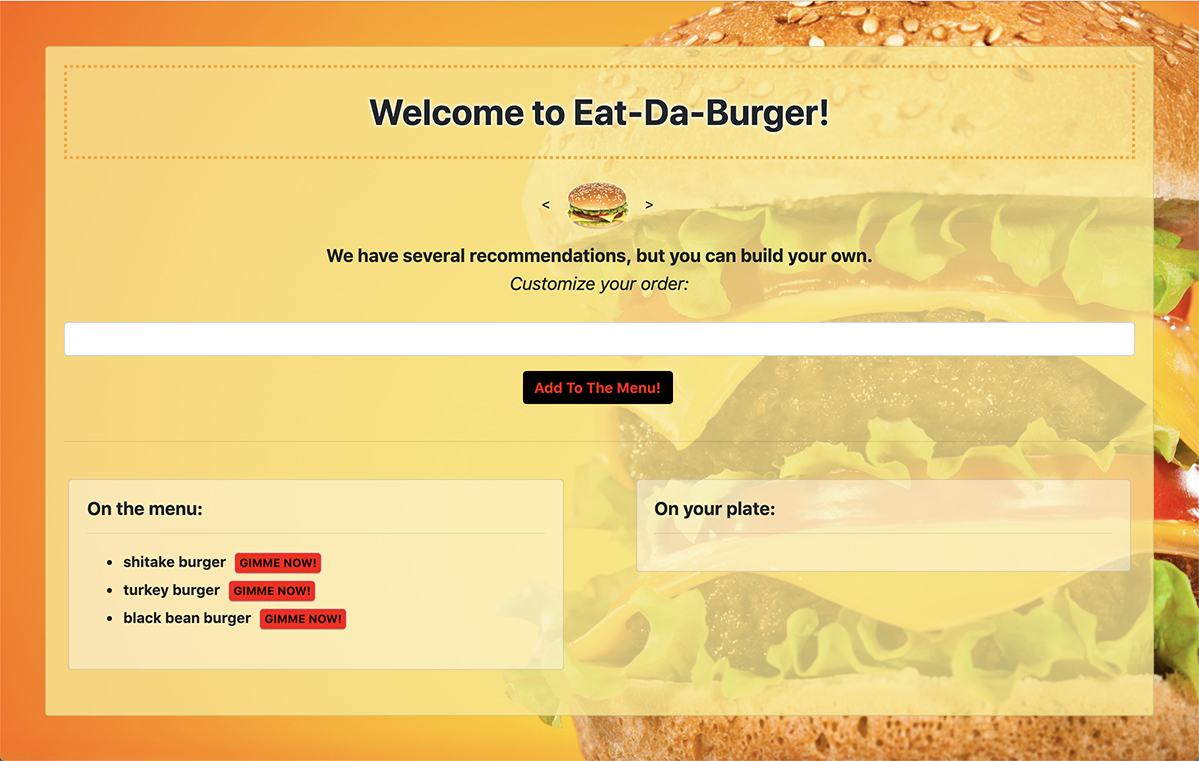 Welcome to Eat-Da-Burger!
< >
We have several recommendations, but you can build your own.
Customize your order:
Add To The Menu!
On the menu:
• shitake burger GIMME NOW!
• turkey burger GIMME NOW!
• black bean burger GIMME NOW!
On your plate: